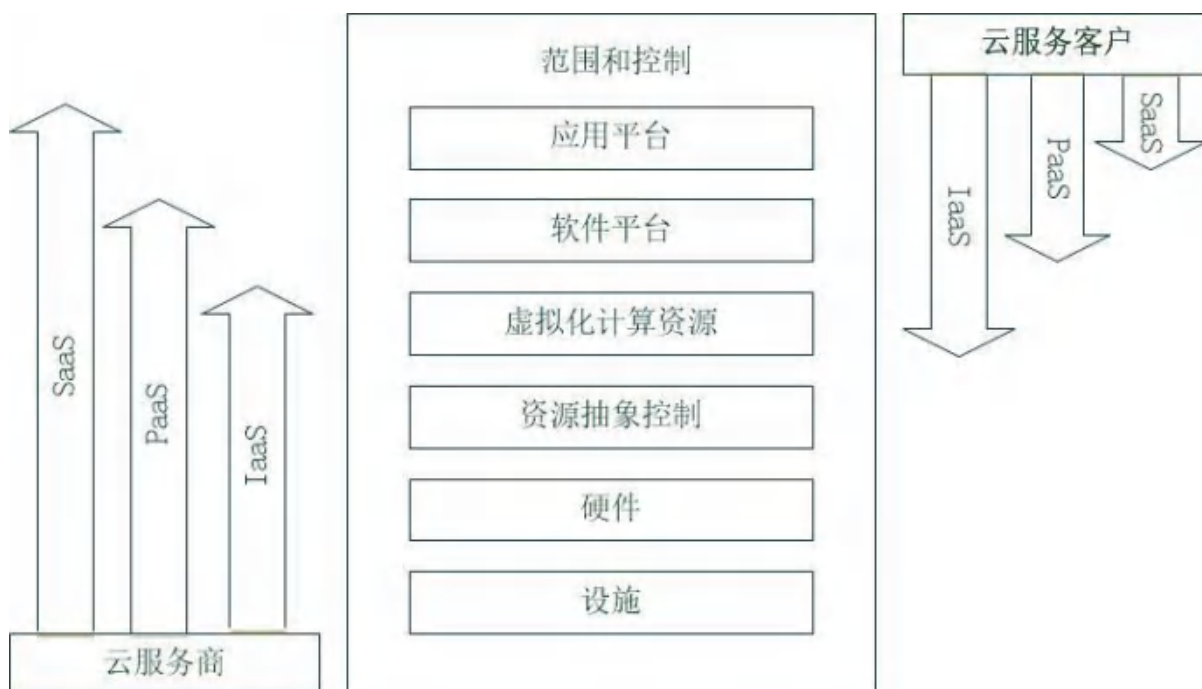 云服务客户
范围和控制
应用平台
软件平台
虚拟化计算资源
资源抽象控制
硬件
设施
SaaS
PaaS
IaaS
云服务商
IaaS
PaaS
SaaS